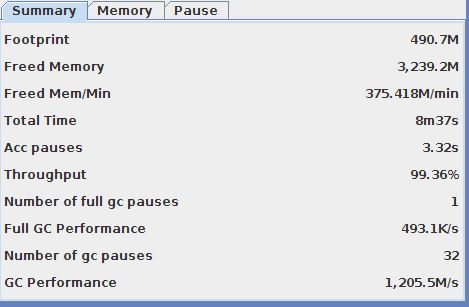 Summary Memory Pause
Footprint 490.7M
Freed Memory 3,239.2M
Freed Mem/Min 375.418M/min
Total Time 8m37s
Acc pauses 3.32s
Throughput 99.36%
Number of full gc pauses 1
Full GC Performance 493.1K/s
Number of gc pauses 32
GC Performance 1,205.5M/s